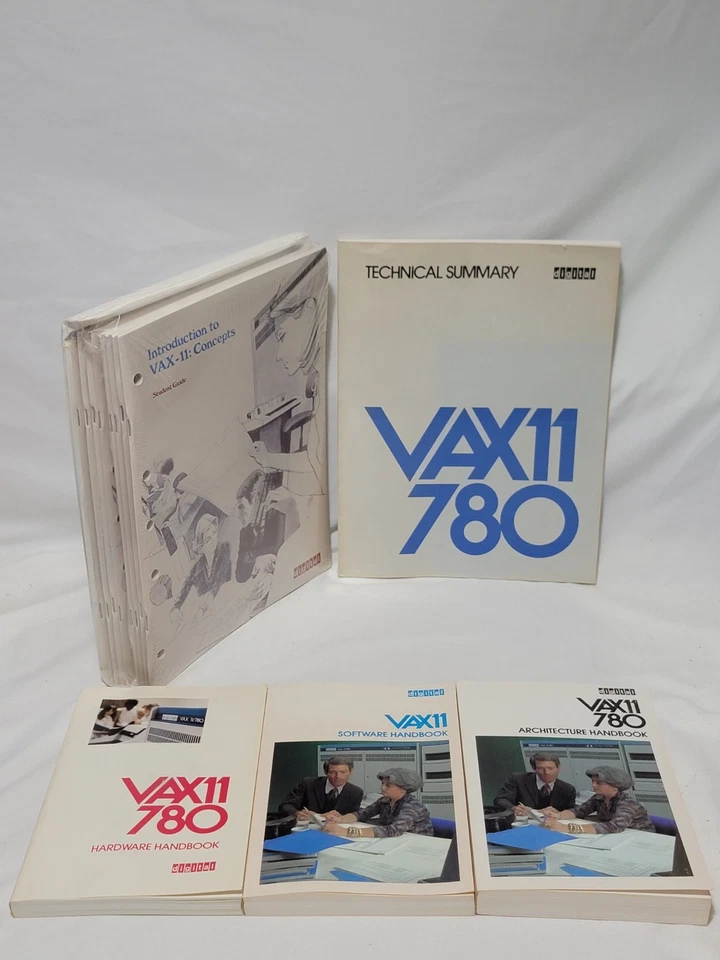 Introduction to
VAX-11: Concepts
Student Guide
digital
TECHNICAL SUMMARY digital
VAX11
780
VAX 11/780
VAX11
780
HARDWARE HANDBOOK
digital
digital
VAX11
SOFTWARE HANDBOOK
digital
VAX11
780
ARCHITECTURE HANDBOOK